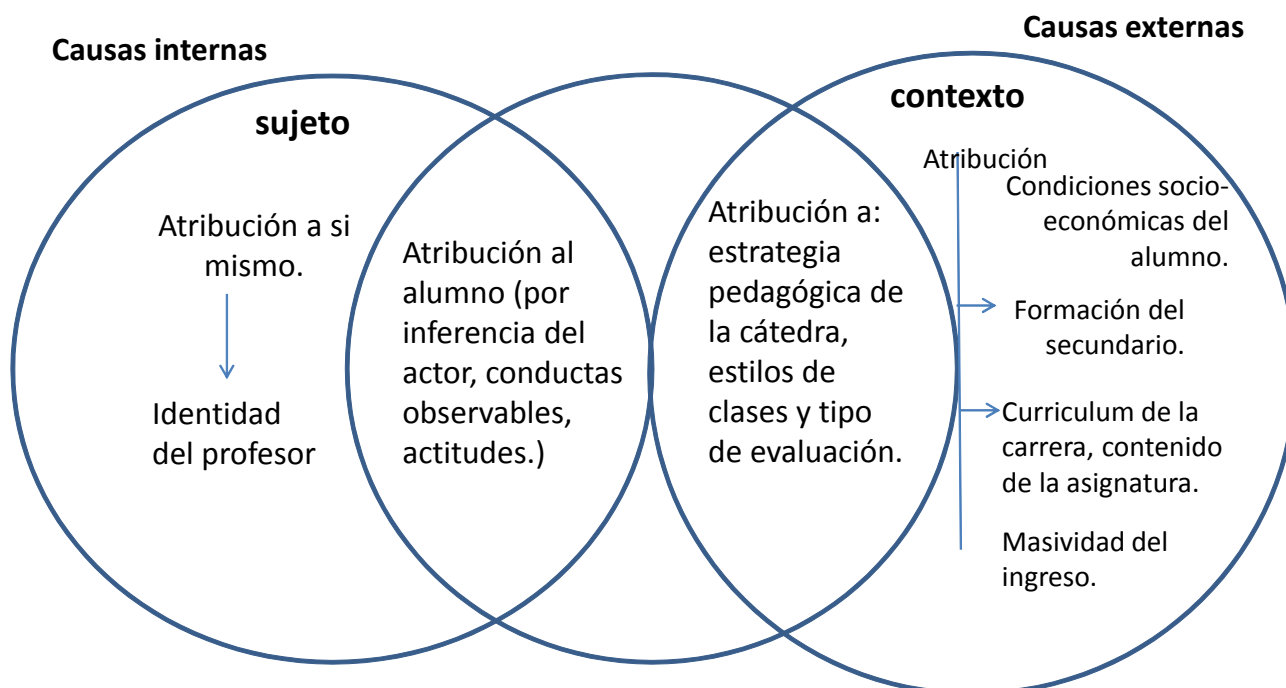 Causas internas
Causas externas
sujeto
contexto
Atribución a si
mismo.
Identidad
del profesor
Atribución al
alumno (por
inferencia del
actor, conductas
observables,
actitudes.)
Atribución a:
estrategia
pedagógica de
la cátedra,
estilos de
clases y tipo
de evaluación.
Atribución
Condiciones socio-
económicas del
alumno.
Formación del
secundario.
Curriculum de la
carrera, contenido
de la asignatura.
Masividad del
ingreso.